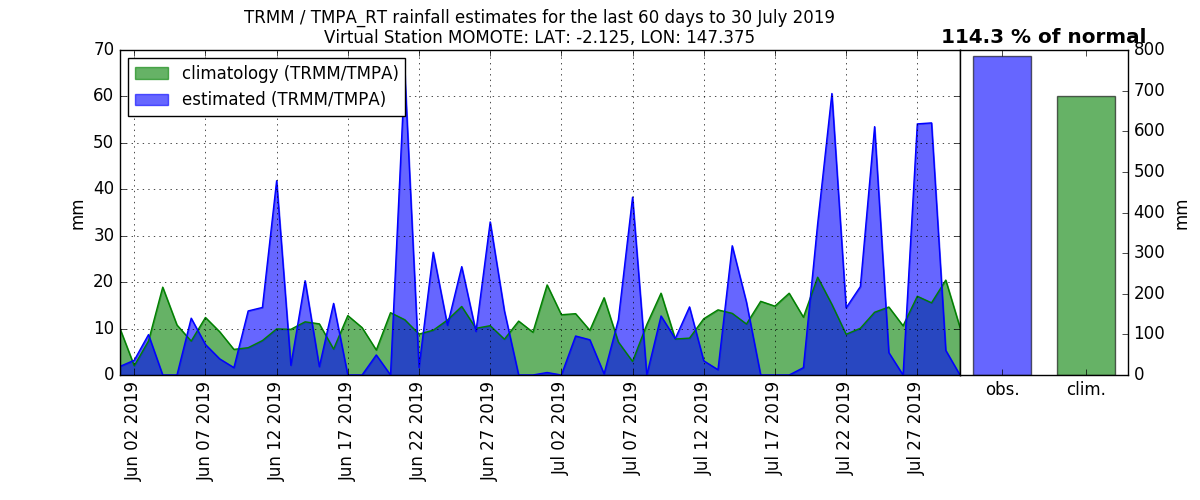 TRMM / TMPA_RT rainfall estimates for the last 60 days to 30 July 2019
Virtual Station MOMOTE: LAT: -2.125, LON: 147.375
114.3 % of normal
climatology (TRMM/TMPA)
estimated (TRMM/TMPA)
mm
70
60
50
40
30
20
10
0
Jun 02 2019
Jun 07 2019
Jun 12 2019
Jun 17 2019
Jun 22 2019
Jun 27 2019
Jul 02 2019
Jul 07 2019
Jul 12 2019
Jul 17 2019
Jul 22 2019
Jul 27 2019
obs.
clim.
800
700
600
500
400
300
200
100
0
mm